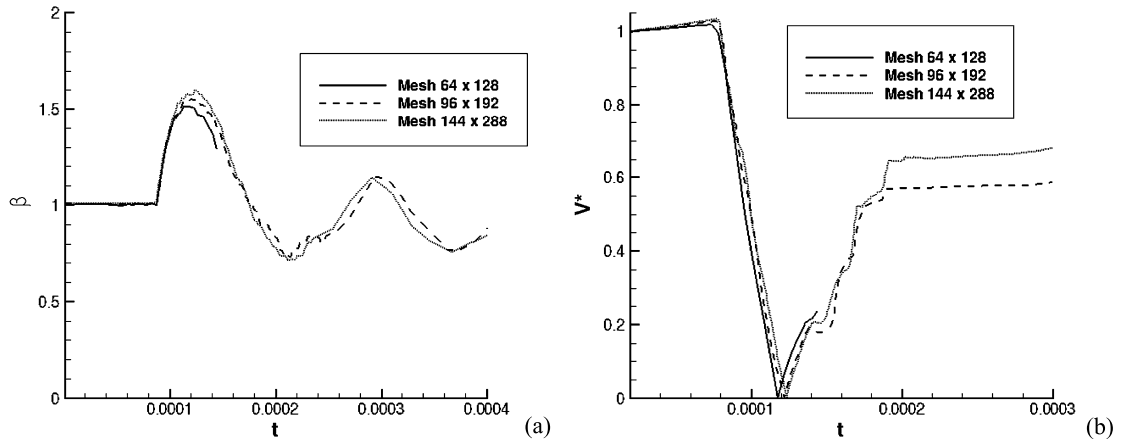 2
1.5
1
0.5
0
β
0.0001
0.0002
0.0003
0.0004
t
Mesh 64 x 128
Mesh 96 x 192
Mesh 144 x 288
(a)
1
0.8
0.6
0.4
0.2
0
V*
0.0001
0.0002
0.0003
t
Mesh 64 x 128
Mesh 96 x 192
Mesh 144 x 288
(b)